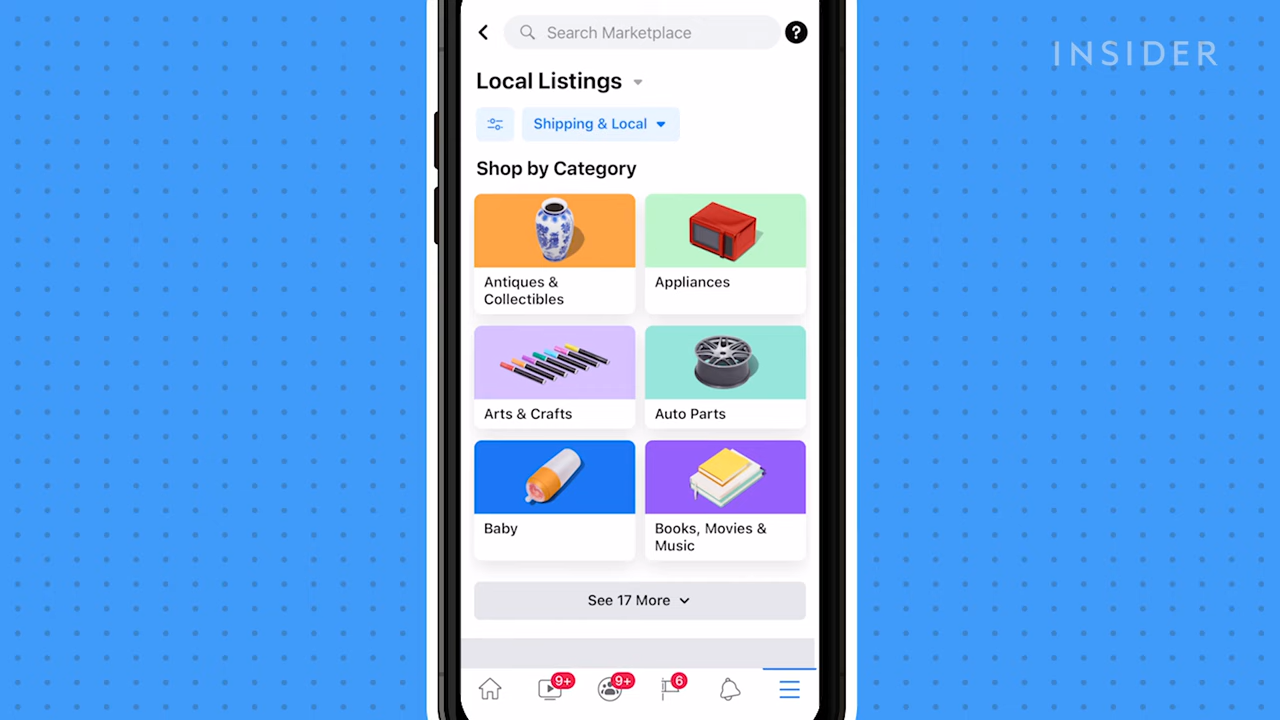 Search Marketplace
?
INSIDER
Local Listings
Shipping & Local
Shop by Category
Antiques &
Collectibles
Appliances
Arts & Crafts
Auto Parts
Baby
Books, Movies &
Music
See 17 More
9+
9+
6